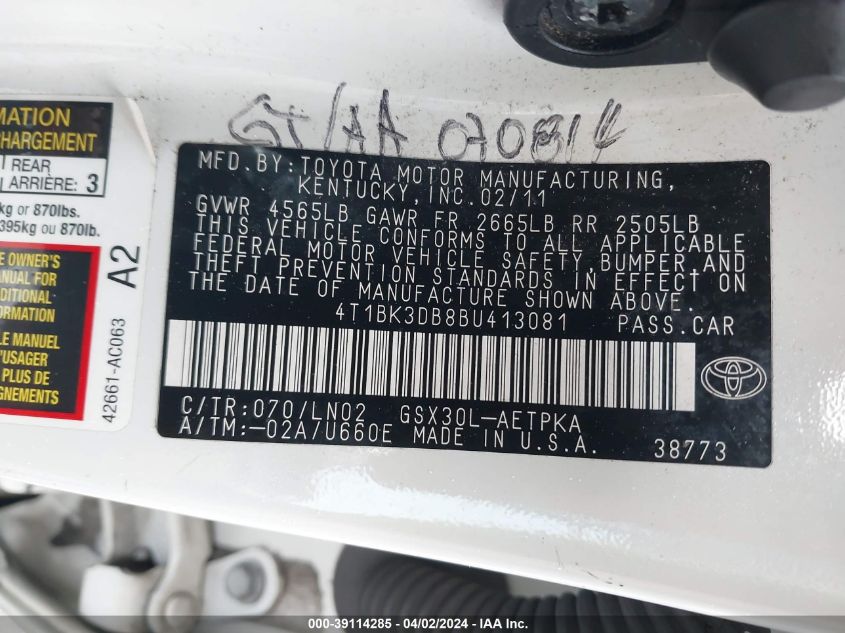 GT/AA 070814
MATION
CHARGEMENT
REAR
ARRIÈRE: 3
kg or 870lbs.
395kg ou 870lb.
E OWNER'S
ANUAL FOR
DITIONAL
ORMATION
LE MANUEL
L'USAGER
PLUS DE
GNEMENTS
A2
42661-AC063
MFD. BY: TOYOTA MOTOR MANUFACTURING,
KENTUCKY, INC. 02/11
GVWR 4565LB GAWR FR 2665LB RR 2505LB
THIS VEHICLE CONFORMS TO ALL APPLICABLE
FEDERAL MOTOR VEHICLE SAFETY, BUMPER, AND
THEFT PREVENTION STANDARDS IN EFFECT ON
THE DATE OF MANUFACTURE SHOWN ABOVE.
4T1BK3DB8BU413081 PASS.CAR
C/TR:070/LN02 GSX30L-AETPKA
A/TM:-02A/U660E MADE IN U.S.A.
38773
000-39114285 - 04/02/2024 - IAA Inc.